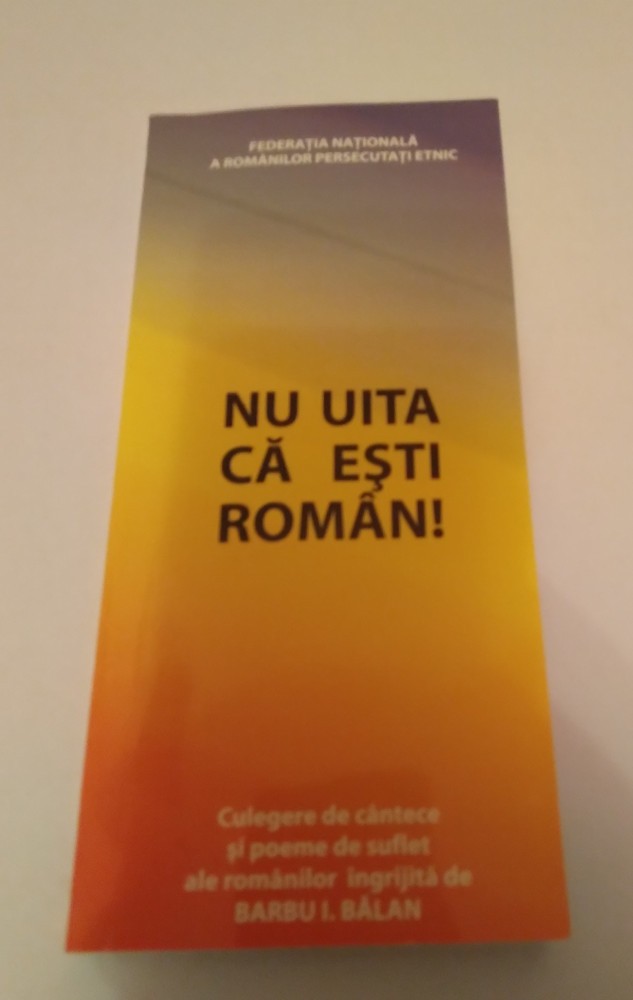 FEDERAȚIA NAȚIONALĂ
A ROMÂNILOR PERSECUTAȚI ETNIC
NU UITA
CĂ EŞTI
ROMÂN!
Culegere de cântece
și poeme de suflet
ale românilor îngrijită de
BARBU I. BĂLAN